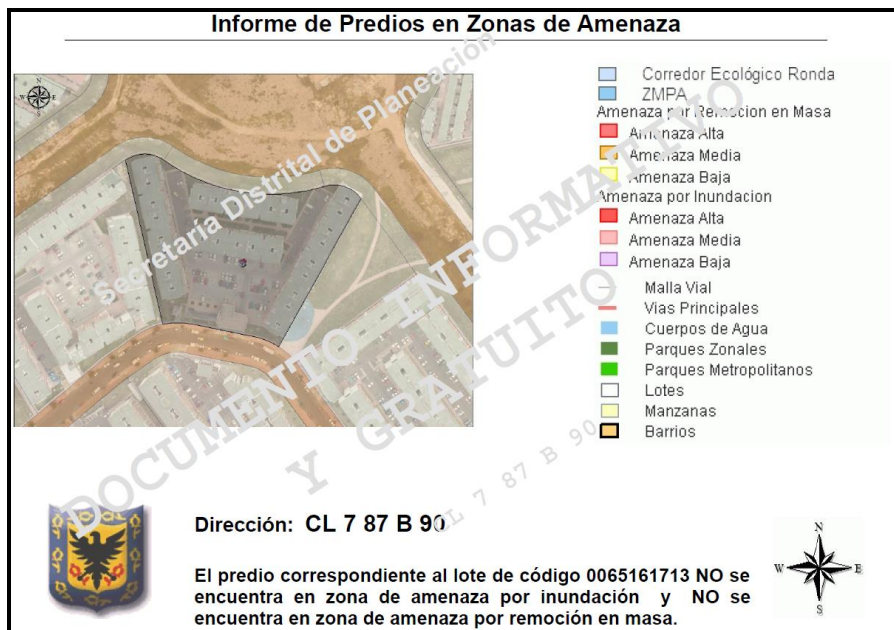 Informe de Predios en Zonas de Amenaza
Secretaría Distrital de Planeación
DOCUMENTO INFORMATIVO
Y GRATUITO
CL 7 87 B 90
N
W E
S
Corredor Ecológico Ronda
ZMPA
Amenaza por Remocion en Masa
Amenaza Alta
Amenaza Media
Amenaza Baja
Amenaza por Inundacion
Amenaza Alta
Amenaza Media
Amenaza Baja
Malla Vial
Vias Principales
Cuerpos de Agua
Parques Zonales
Parques Metropolitanos
Lotes
Manzanas
Barrios
Dirección: CL 7 87 B 90
El predio correspondiente al lote de código 0065161713 NO se
encuentra en zona de amenaza por inundación y NO se
encuentra en zona de amenaza por remoción en masa.
N
W E
S